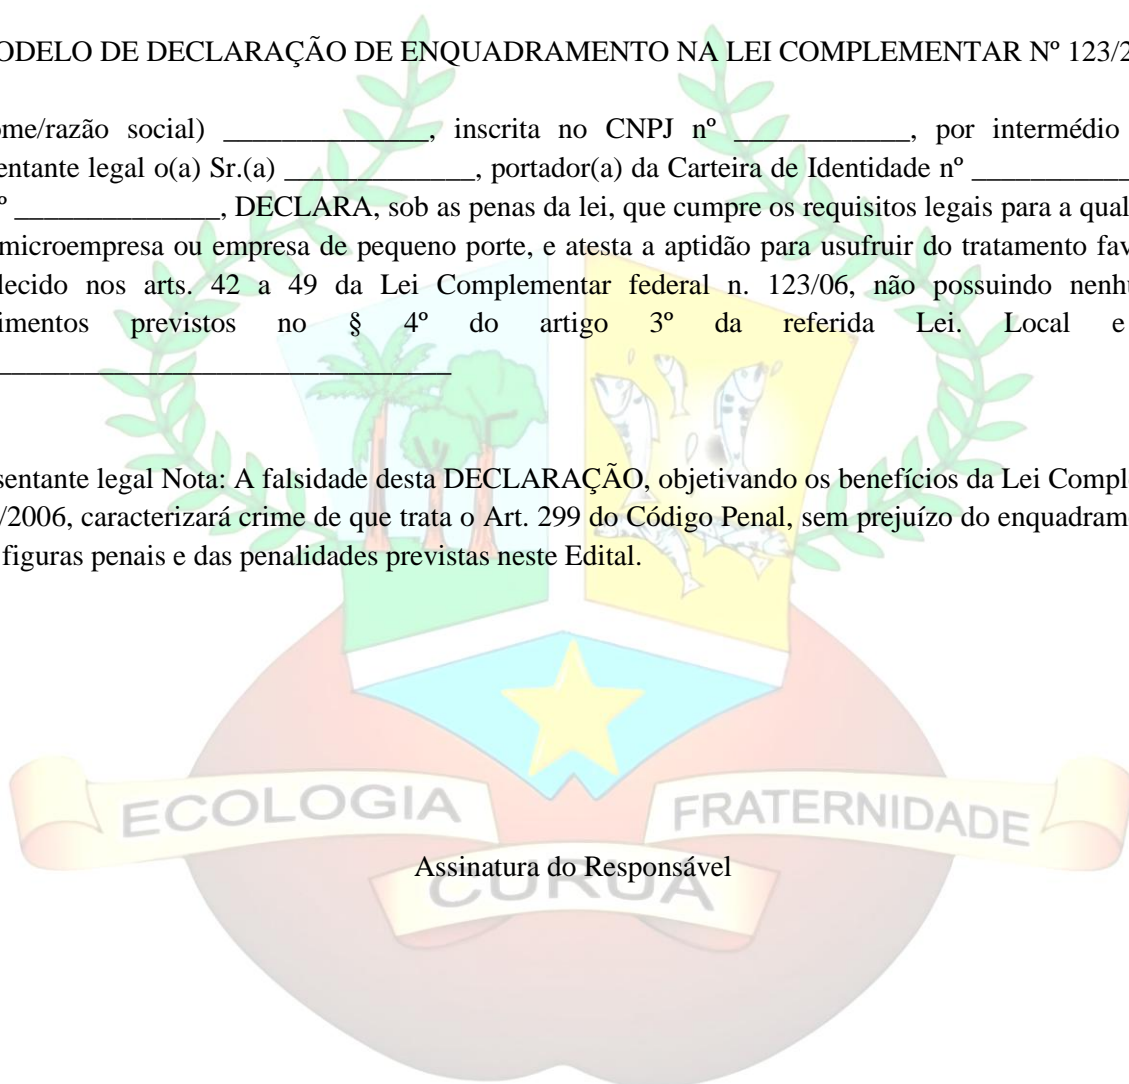 ODELO DE DECLARAÇÃO DE ENQUADRAMENTO NA LEI COMPLEMENTAR Nº 123/2
ome/razão social) ______________, inscrita no CNPJ nº ____________, por intermédio
entante legal o(a) Sr.(a) _____________, portador(a) da Carteira de Identidade nº ___________
º ______________, DECLARA, sob as penas da lei, que cumpre os requisitos legais para a qual
microempresa ou empresa de pequeno porte, e atesta a aptidão para usufruir do tratamento fav
lecido nos arts. 42 a 49 da Lei Complementar federal n. 123/06, não possuindo nenh
imentos previstos no § 4º do artigo 3º da referida Lei. Local e
_______________________________
sentante legal Nota: A falsidade desta DECLARAÇÃO, objetivando os benefícios da Lei Comple
/2006, caracterizará crime de que trata o Art. 299 do Código Penal, sem prejuízo do enquadram
figuras penais e das penalidades previstas neste Edital.
ECOLOGIA FRATERNIDADE
Assinatura do Responsável
CURUÁ